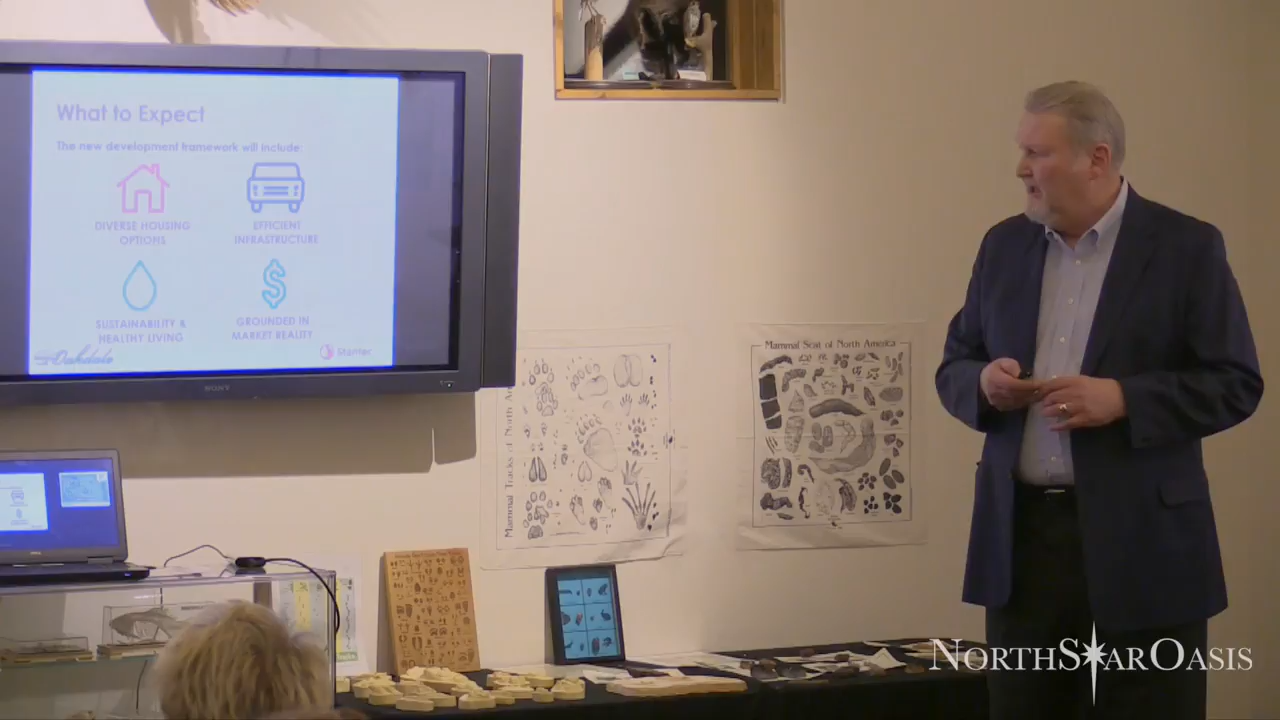 What to Expect
The new development framework will include:
DIVERSE HOUSING
OPTIONS
EFFICIENT
INFRASTRUCTURE
SUSTAINABILITY &
HEALTHY LIVING
GROUNDED IN
MARKET REALITY
Oakdale
Stantec
SONY
Mammal Tracks of North
Mammal Scat of North America
NORTHSTAROASIS